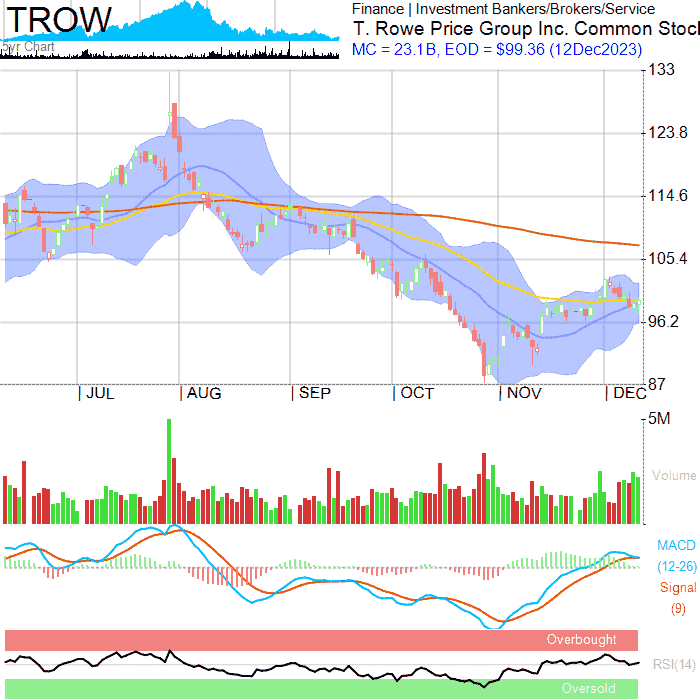 TROW
5yr Chart
Finance | Investment Bankers/Brokers/Service
T. Rowe Price Group Inc. Common Stoc
MC = 23.1B, EOD = $99.36 (12Dec2023)
133
123.8
114.6
105.4
96.2
87
| JUL | AUG | SEP | OCT | NOV | DEC
5M
Volume
MACD
(12-26)
Signal
(9)
Overbought
RSI(14)
Oversold